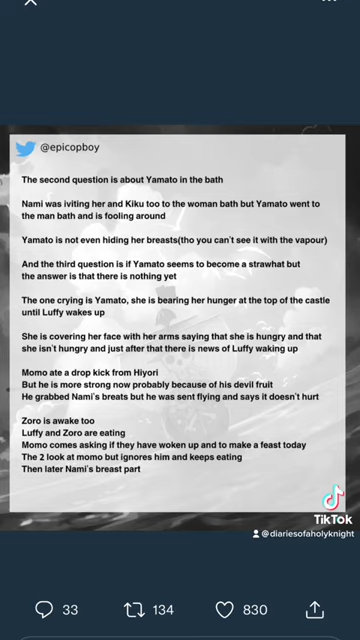 @epicopboy
The second question is about Yamato in the bath
Nami was iviting her and Kiku too to the woman bath but Yamato went to
the man bath and is fooling around
Yamato is not even hiding her breasts(tho you can't see it with the vapour)
And the third question is if Yamato seems to become a strawhat but
the answer is that there is nothing yet
The one crying is Yamato, she is bearing her hunger at the top of the castle
until Luffy wakes up
She is covering her face with her arms saying that she is hungry and that
she isn't hungry and just after that there is news of Luffy waking up
Momo ate a drop kick from Hiyori
But he is more strong now probably because of his devil fruit
He grabbed Nami's breats but he was sent flying and says it doesn't hurt
Zoro is awake too
Luffy and Zoro are eating
Momo comes asking if they have woken up and to make a feast today
The 2 look at momo but ignores him and keeps eating
Then later Nami's breast part
TikTok
@diariesofaholyknight
33 134 830